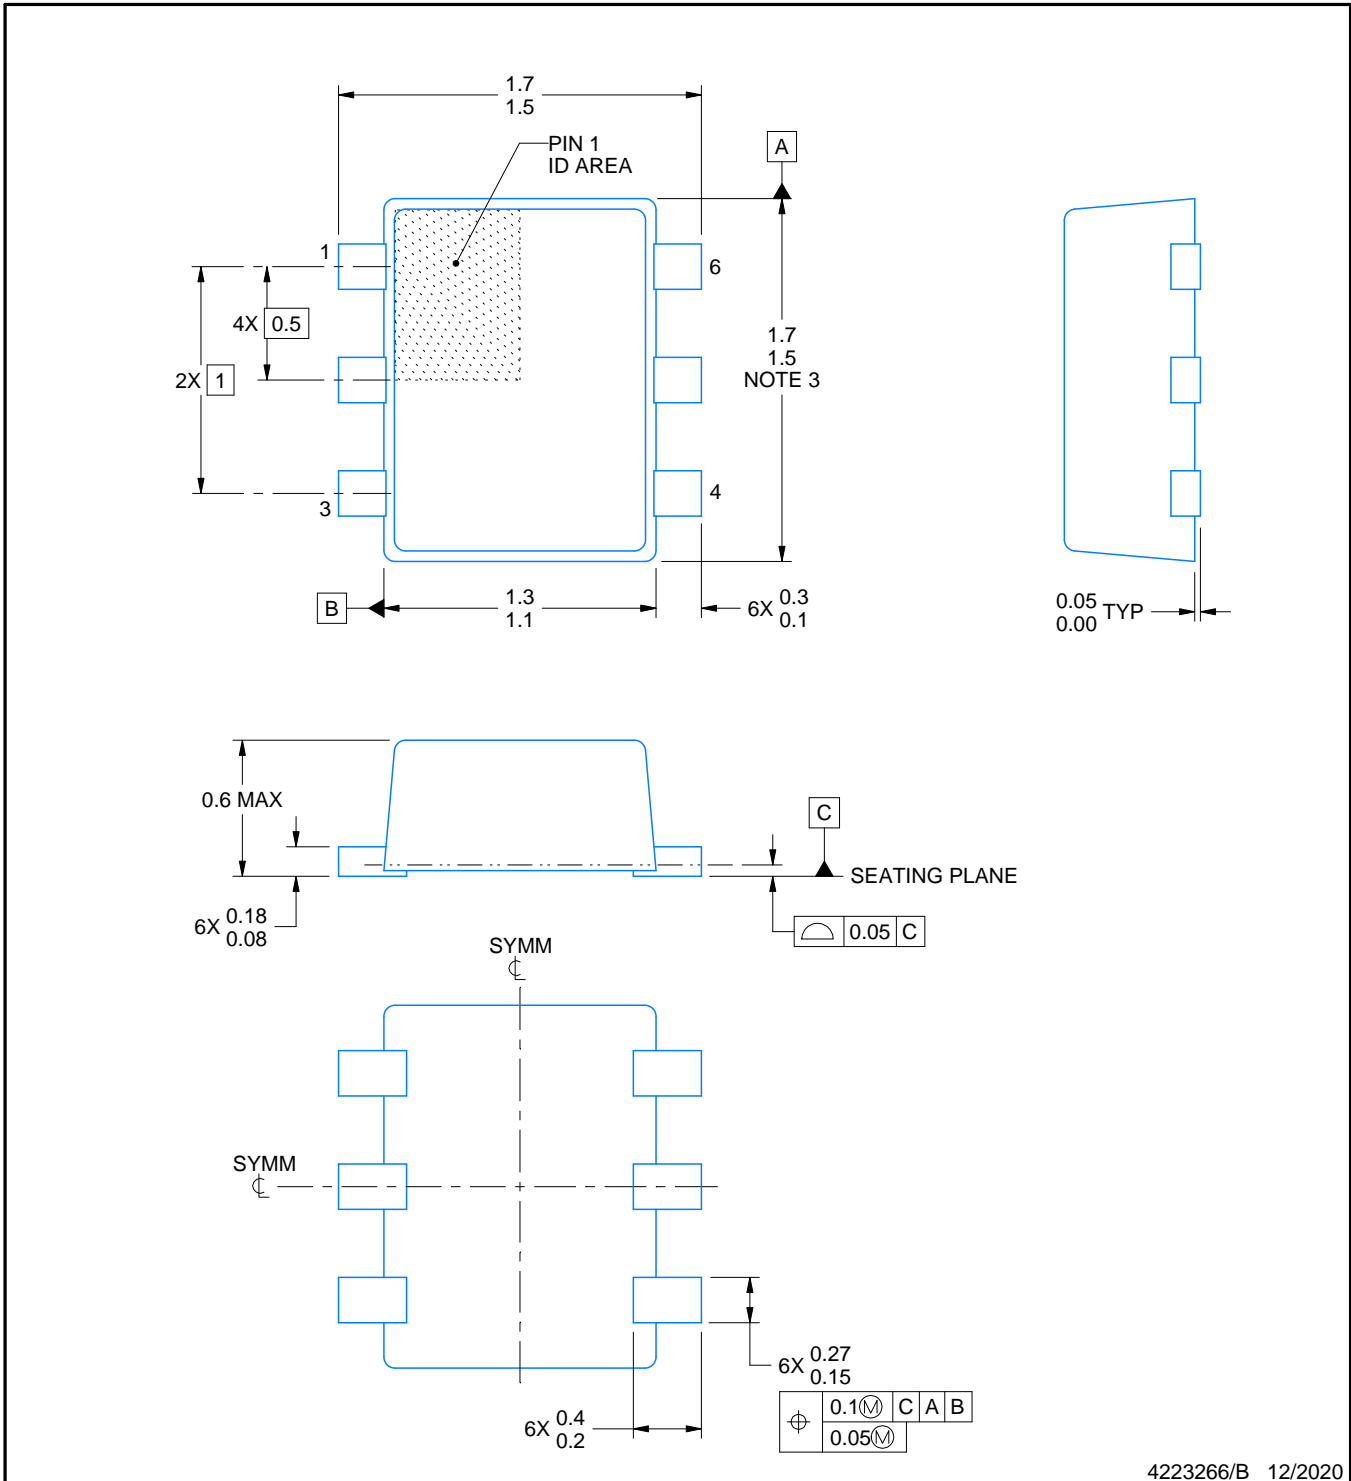 1.7
1.5
PIN 1
ID AREA
A
1
6
4X 0.5
1.7
1.5
NOTE 3
2X 1
3
4
B
1.3
1.1
6X 0.3
0.1
0.05
0.00 TYP
0.6 MAX
C
SEATING PLANE
6X 0.18
0.08
0.05 C
SYMM
℄
SYMM
℄
6X 0.27
0.15
0.1Ⓜ C A B
0.05Ⓜ
6X 0.4
0.2
4223266/B 12/2020